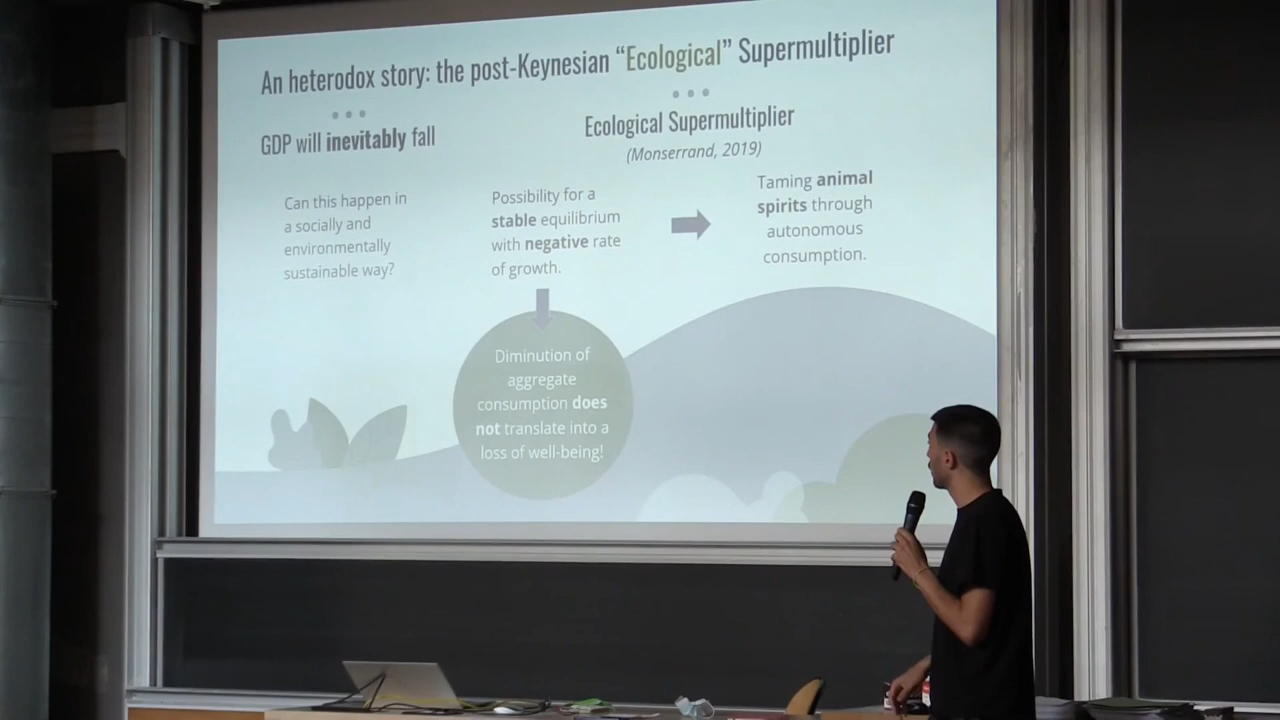 An heterodox story: the post-Keynesian “Ecological” Supermultiplier
GDP will inevitably fall
Can this happen in
a socially and
environmentally
sustainable way?
Ecological Supermultiplier
(Monserrand, 2019)
Possibility for a
stable equilibrium
with negative rate
of growth.
Taming animal
spirits through
autonomous
consumption.
Diminution of
aggregate
consumption does
not translate into a
loss of well-being!